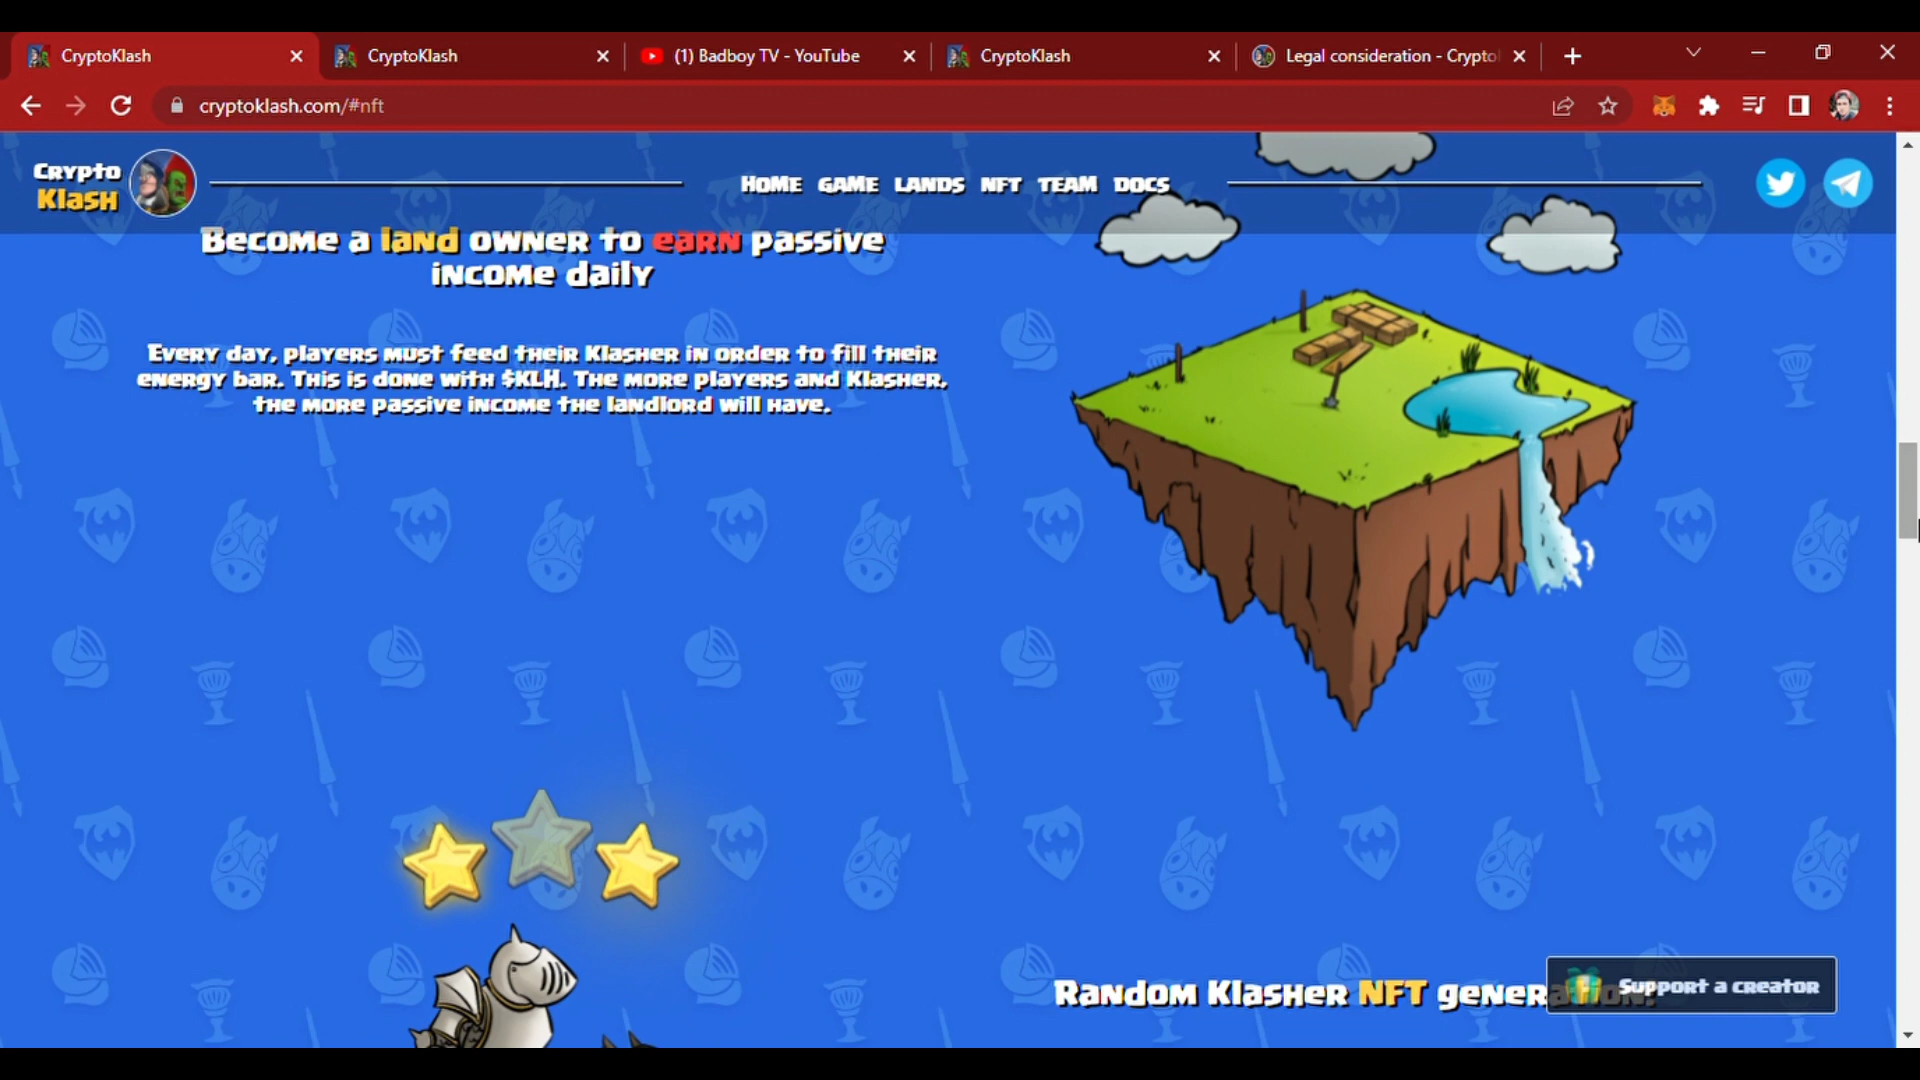 CryptoKlash
CryptoKlash
(1) Badboy TV - YouTube
CryptoKlash
Legal consideration - Crypto
cryptoklash.com/#nft
Crypto
Klash
HOME GAME LANDS NFT TEAM DOCS
Become a land owner to earn passive
income daily
Every day, players must feed their Klasher in order to fill their
energy bar. This is done with $KLH. The more players and Klasher,
the more passive income the landlord will have.
Random Klasher NFT gener
Support a creator